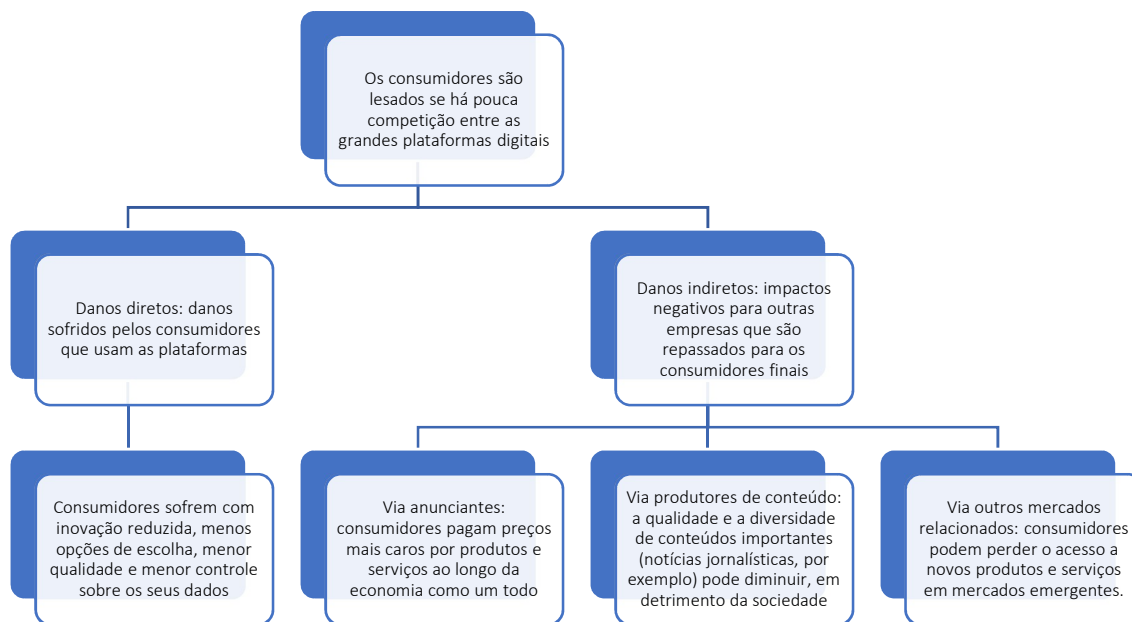 Os consumidores são
lesados se há pouca
competição entre as
grandes plataformas digitais
Danos diretos: danos
sofridos pelos consumidores
que usam as plataformas
Danos indiretos: impactos
negativos para outras
empresas que são
repassados para os
consumidores finais
Consumidores sofrem com
inovação reduzida, menos
opções de escolha, menor
qualidade e menor controle
sobre os seus dados
Via anunciantes:
consumidores pagam preços
mais caros por produtos e
serviços ao longo da
economia como um todo
Via produtores de conteúdo:
a qualidade e a diversidade
de conteúdos importantes
(notícias jornalísticas, por
exemplo) pode diminuir, em
detrimento da sociedade
Via outros mercados
relacionados: consumidores
podem perder o acesso a
novos produtos e serviços
em mercados emergentes.